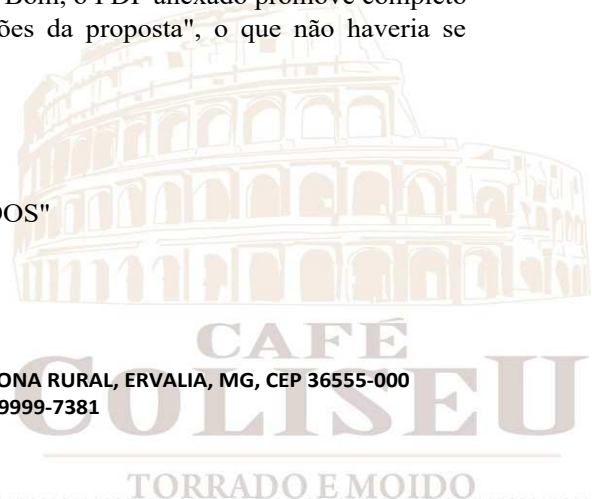 Bom, o PDF anexado promove completo
ões da proposta", o que não haveria se
OS"
CAFÉ
ONA RURAL, ERVALIA, MG, CEP 36555-000
9999-7381
COLISEU
TORRADO E MOIDO